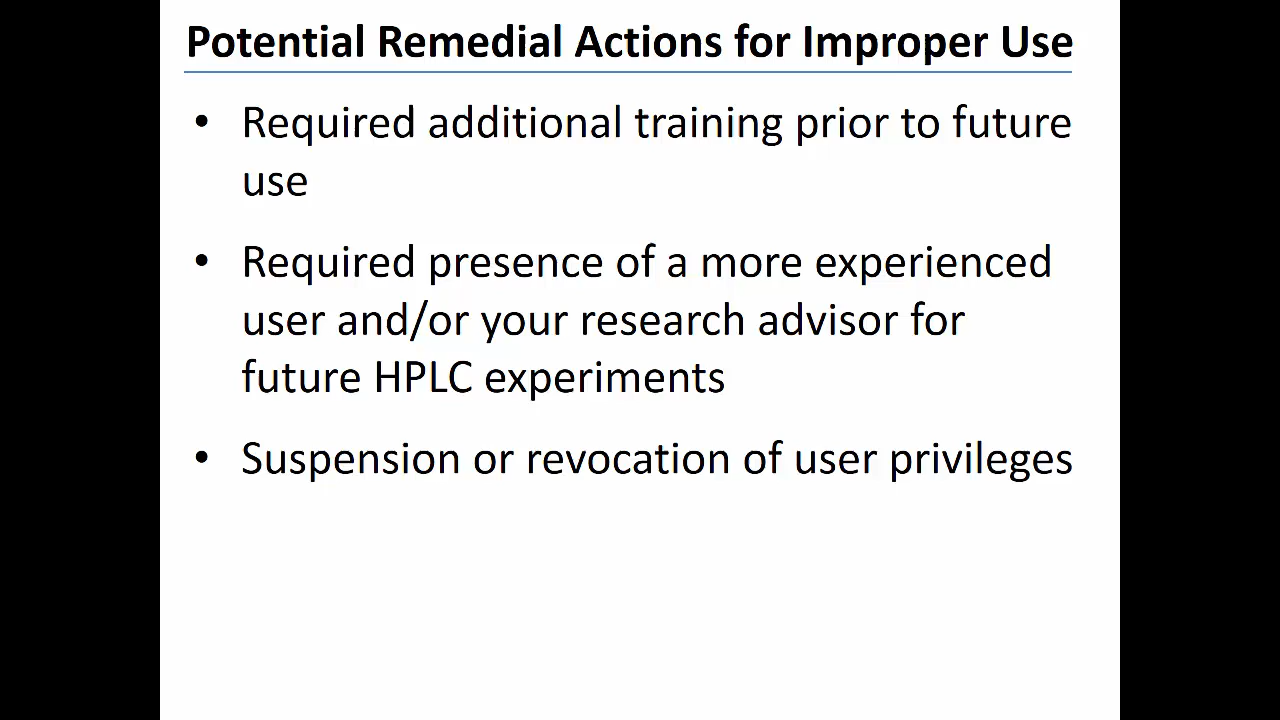 Potential Remedial Actions for Improper Use
• Required additional training prior to future
use
• Required presence of a more experienced
user and/or your research advisor for
future HPLC experiments
• Suspension or revocation of user privileges